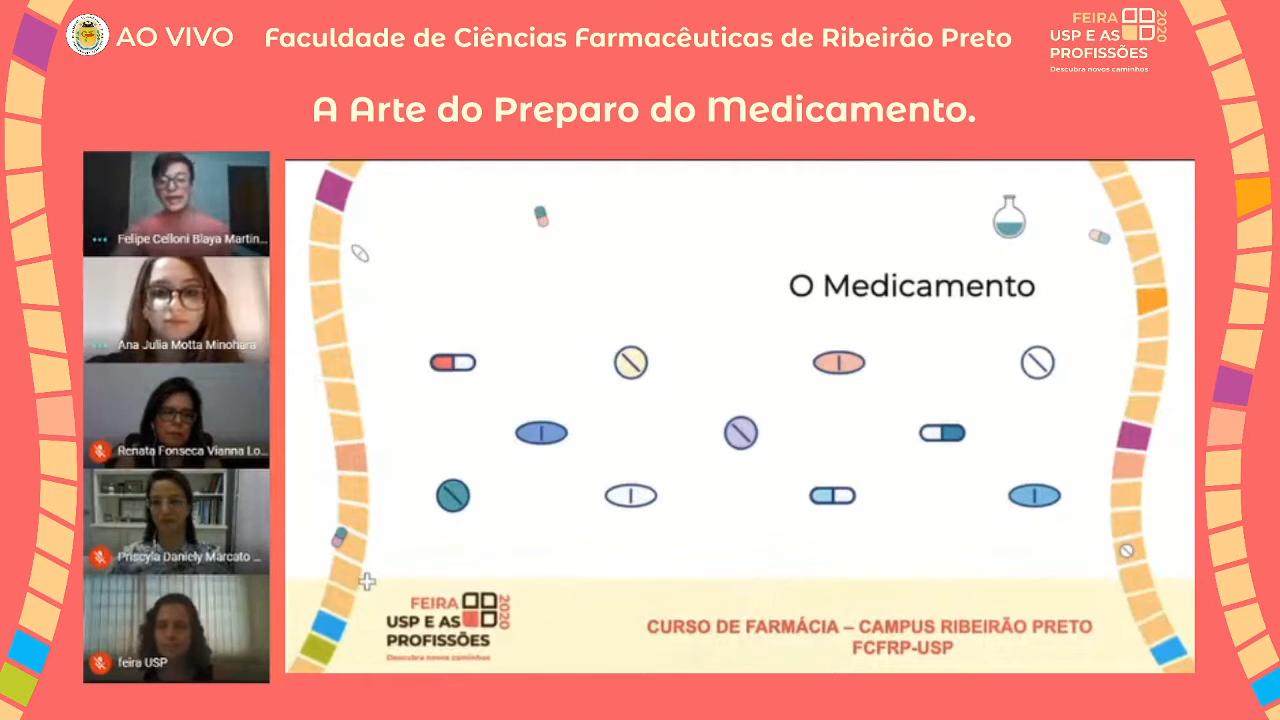 AO VIVO
Faculdade de Ciências Farmacêuticas de Ribeirão Preto
FEIRA
USP E AS
PROFISSÕES
2020
Descubra novos caminhos
A Arte do Preparo do Medicamento.
Felipe Celloni Blaya Martin...
Ana Julia Motta Minohara
Renata Fonseca Vianna Lo...
Priscyla Daniely Marcato ...
feira USP
O Medicamento
FEIRA
USP E AS
PROFISSÕES
2020
Descubra novos caminhos
CURSO DE FARMÁCIA – CAMPUS RIBEIRÃO PRETO
FCFRP-USP